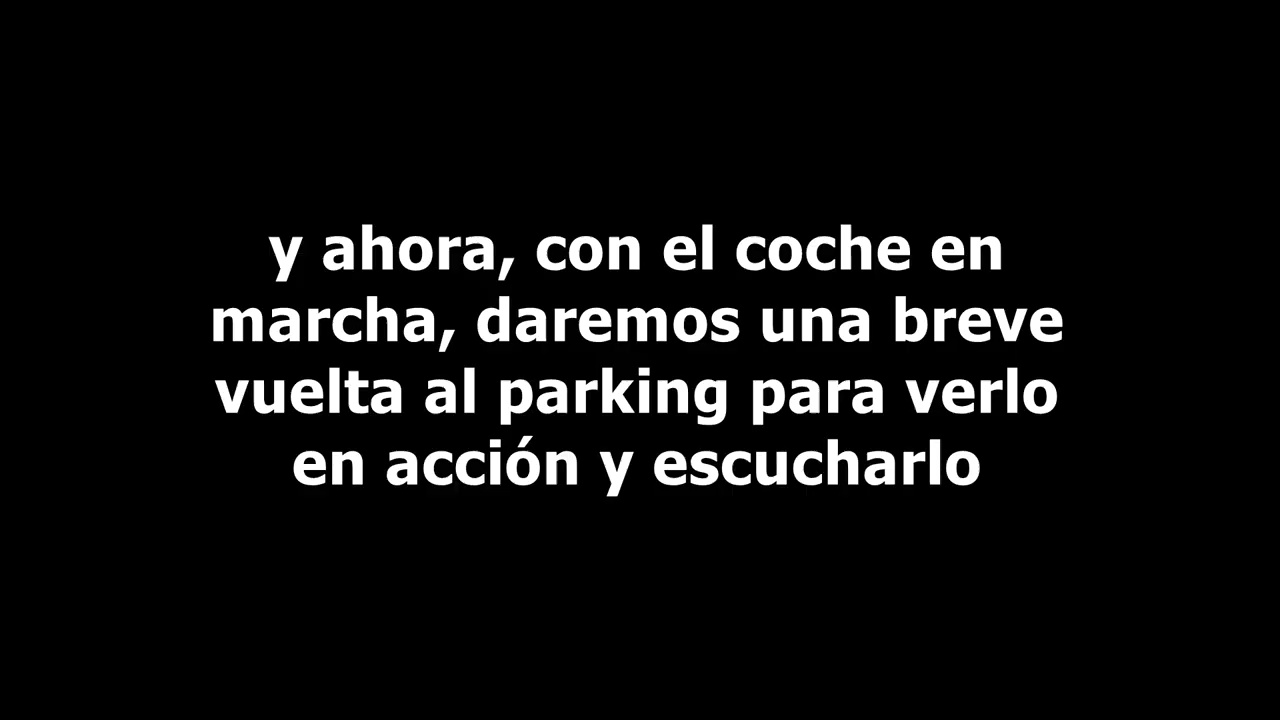 y ahora, con el coche en
marcha, daremos una breve
vuelta al parking para verlo
en acción y escucharlo